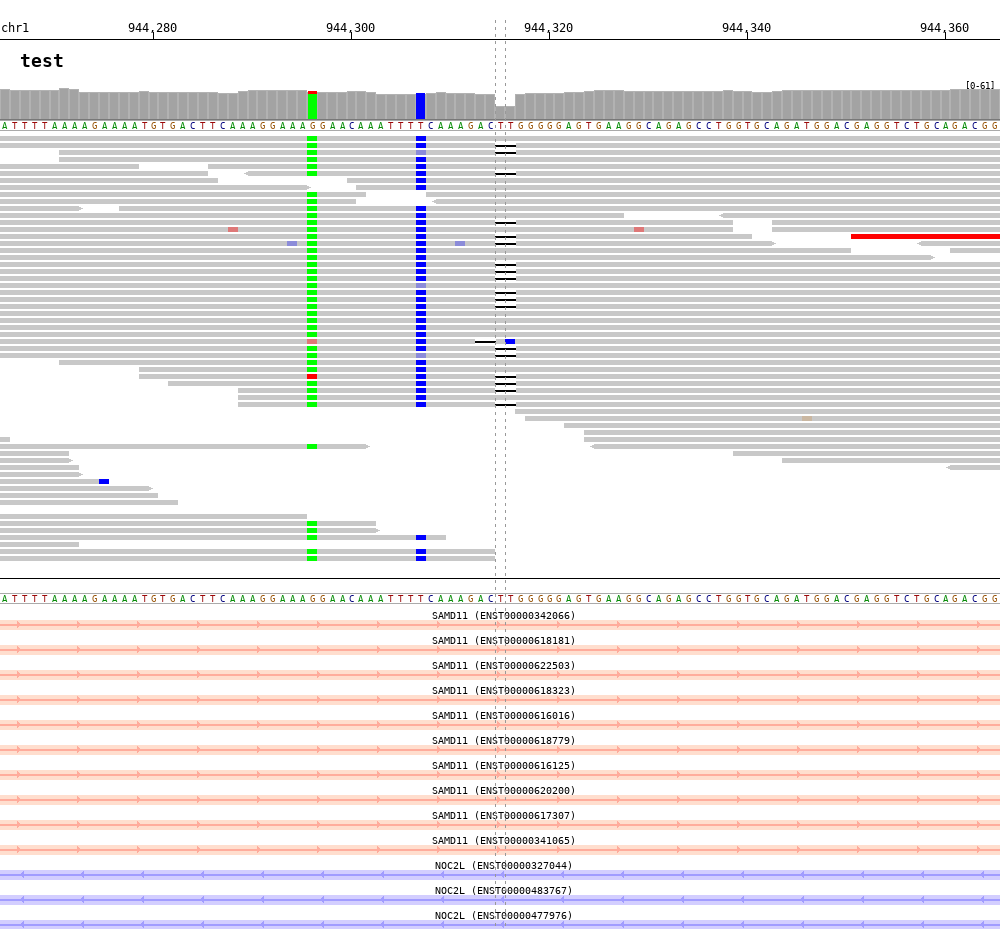 chr1 944,280 944,300 944,320 944,340 944,360
test
[0-61]
ATTTTAAAAGAAAATGTGACTTCAAAGGAAAGGAACAAATTTTCAAAGACTTGGGGGAGTGAAGGCAGAGCCTGGTGCAGATGGACGAGGTCTGCAGACGG
ATTTTAAAAGAAAATGTGACTTCAAAGGAAAGGAACAAATTTTCAAAGACTTGGGGGAGTGAAGGCAGAGCCTGGTGCAGATGGACGAGGTCTGCAGACGG
SAMD11 (ENST00000342066)
SAMD11 (ENST00000618181)
SAMD11 (ENST00000622503)
SAMD11 (ENST00000618323)
SAMD11 (ENST00000616016)
SAMD11 (ENST00000618779)
SAMD11 (ENST00000616125)
SAMD11 (ENST00000620200)
SAMD11 (ENST00000617307)
SAMD11 (ENST00000341065)
NOC2L (ENST00000327044)
NOC2L (ENST00000483767)
NOC2L (ENST00000477976)